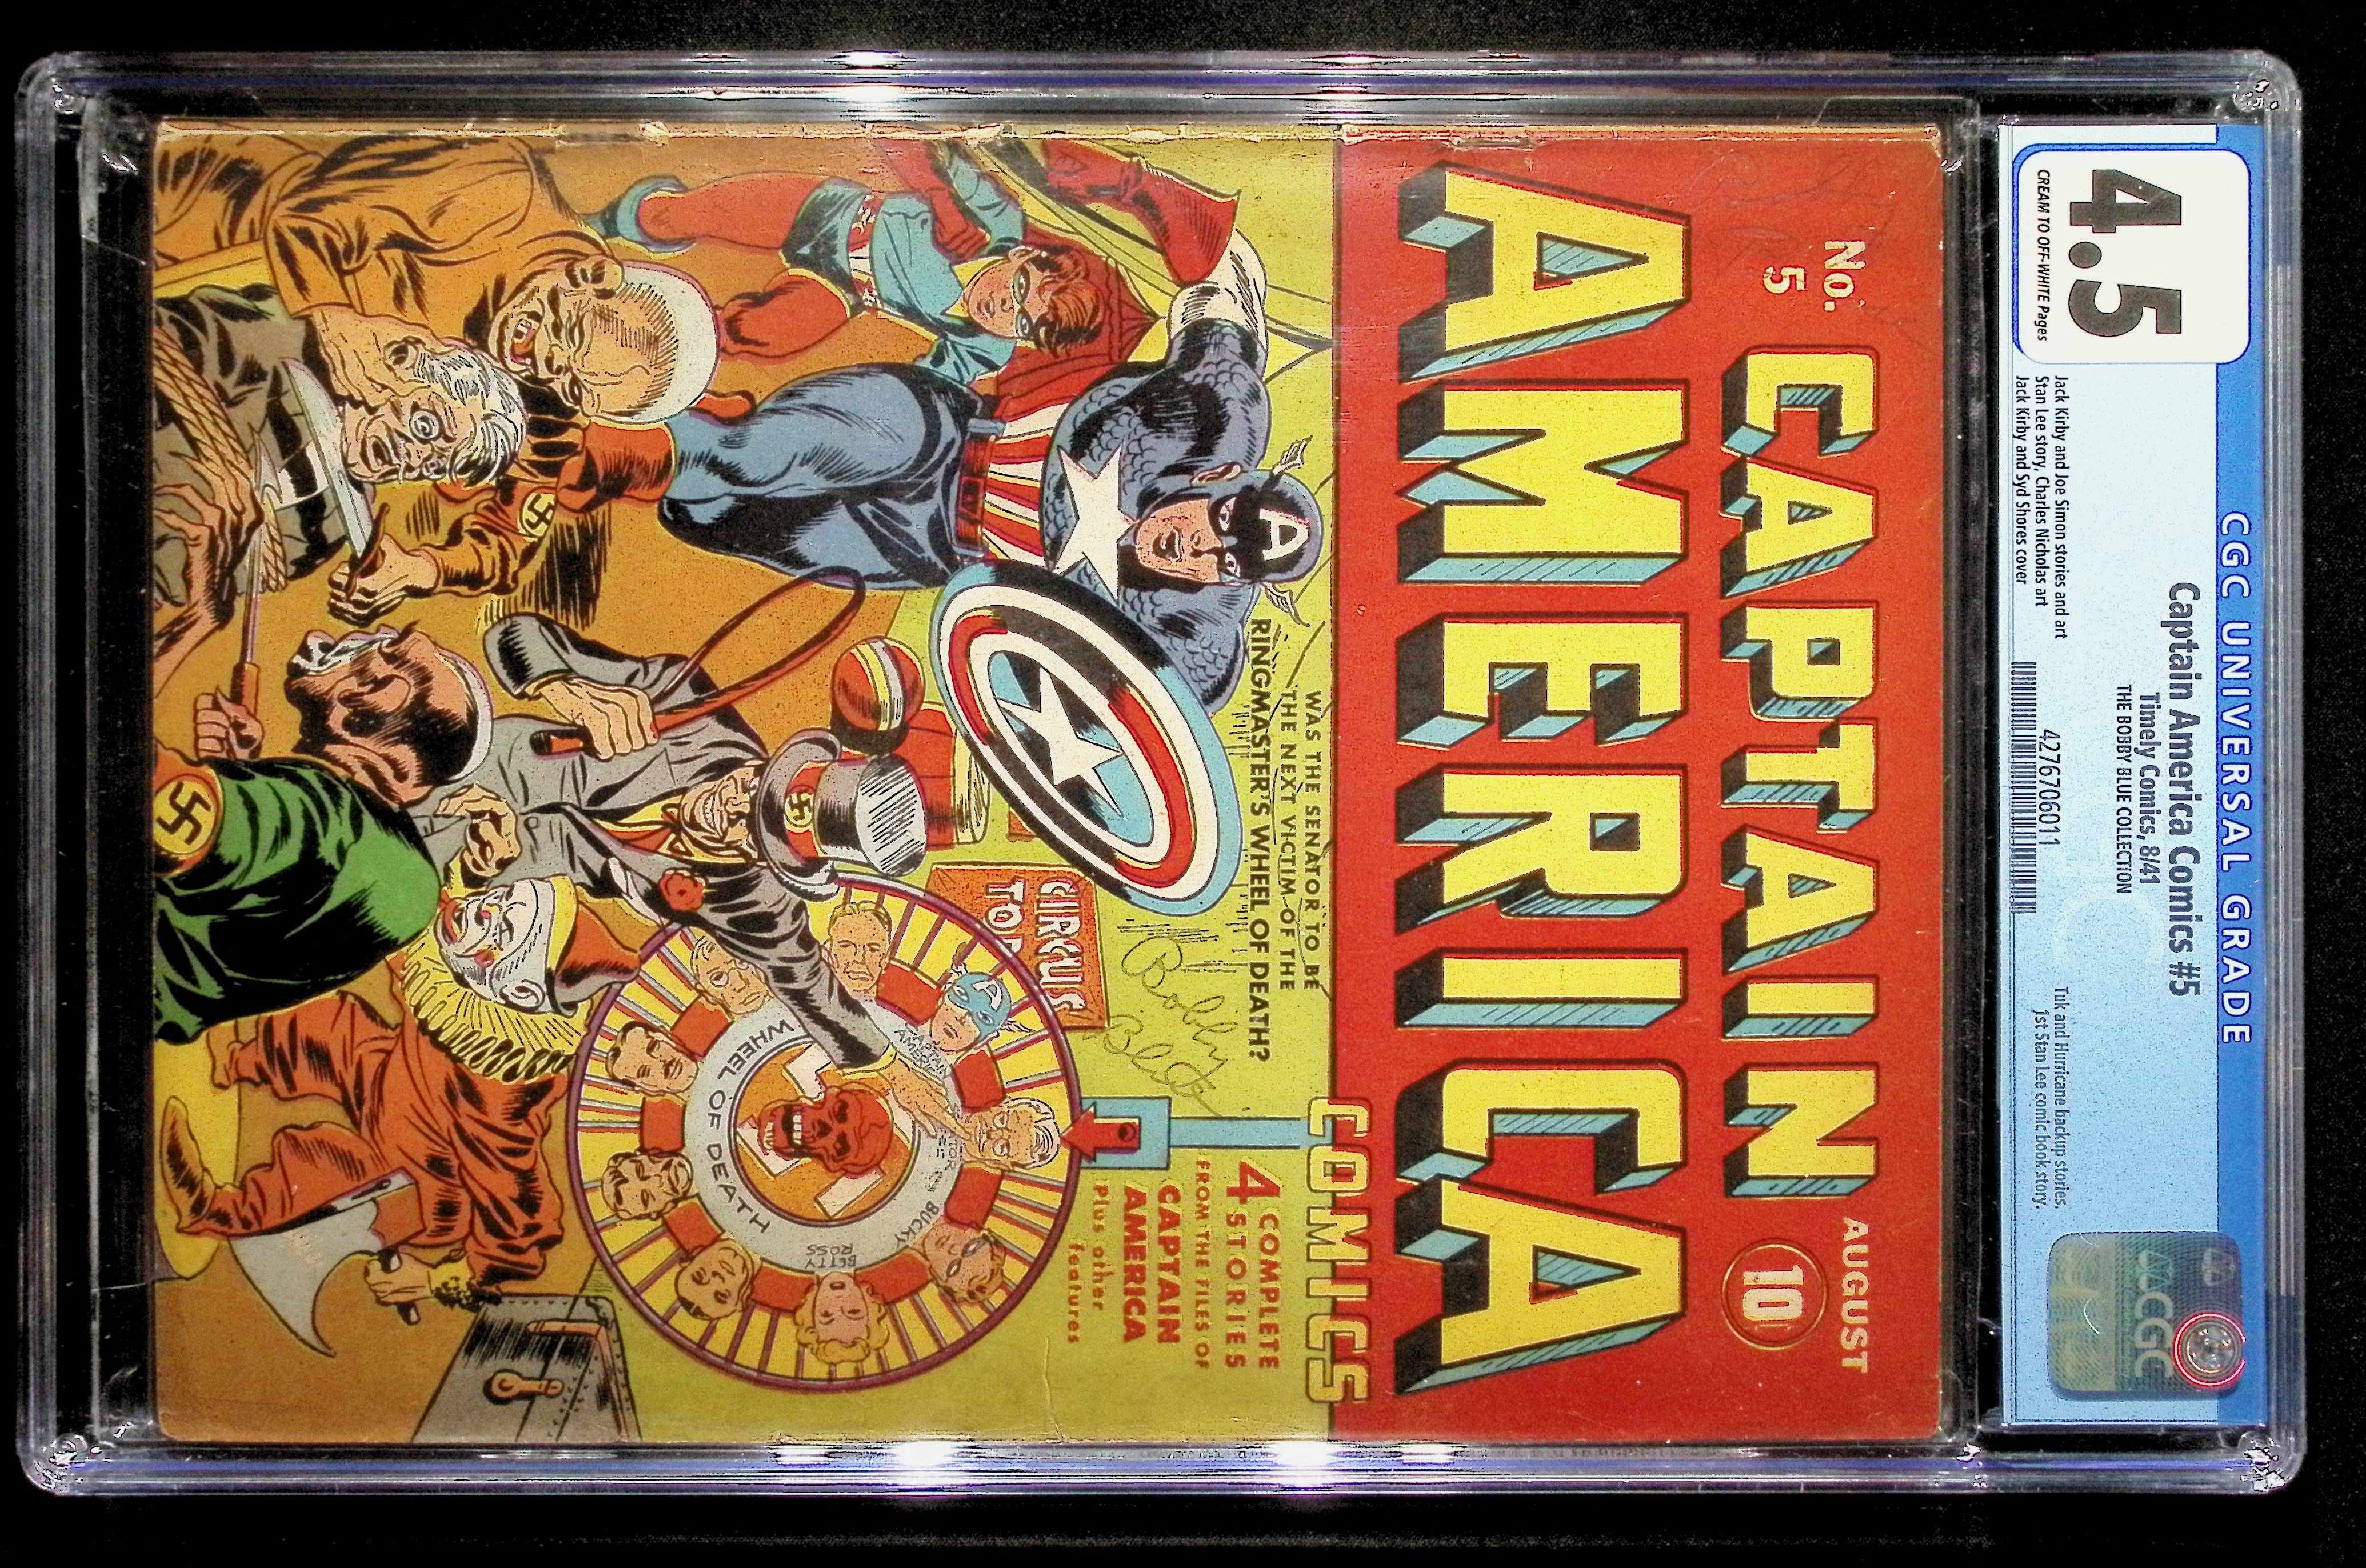 CGC UNIVERSAL GRADE
4.5
CREAM TO OFF-WHITE Pages
Captain America Comics #5
Timely Comics, 8/41
THE BOBBY BLUE COLLECTION
Jack Kirby and Joe Simon stories and art
Stan Lee story, Charles Nicholas art
Jack Kirby and Syd Shores cover
4276706011
Tuk and Hurricane backup stories.
1st Stan Lee comic book story.
CGC
No.
5
AUGUST
10¢
CAPTAIN
AMERICA
COMICS
WAS THE SENATOR TO BE
THE NEXT VICTIM OF THE
RINGMASTER'S WHEEL OF DEATH?
4 COMPLETE
STORIES
FROM THE FILES OF
CAPTAIN
AMERICA
Plus other
features
Bobby
Blue
A
CIRCUS
TOD
CAPTAIN
AMERICA
A
BUCKY
BETTY
ROSS
WHEEL OF DEATH